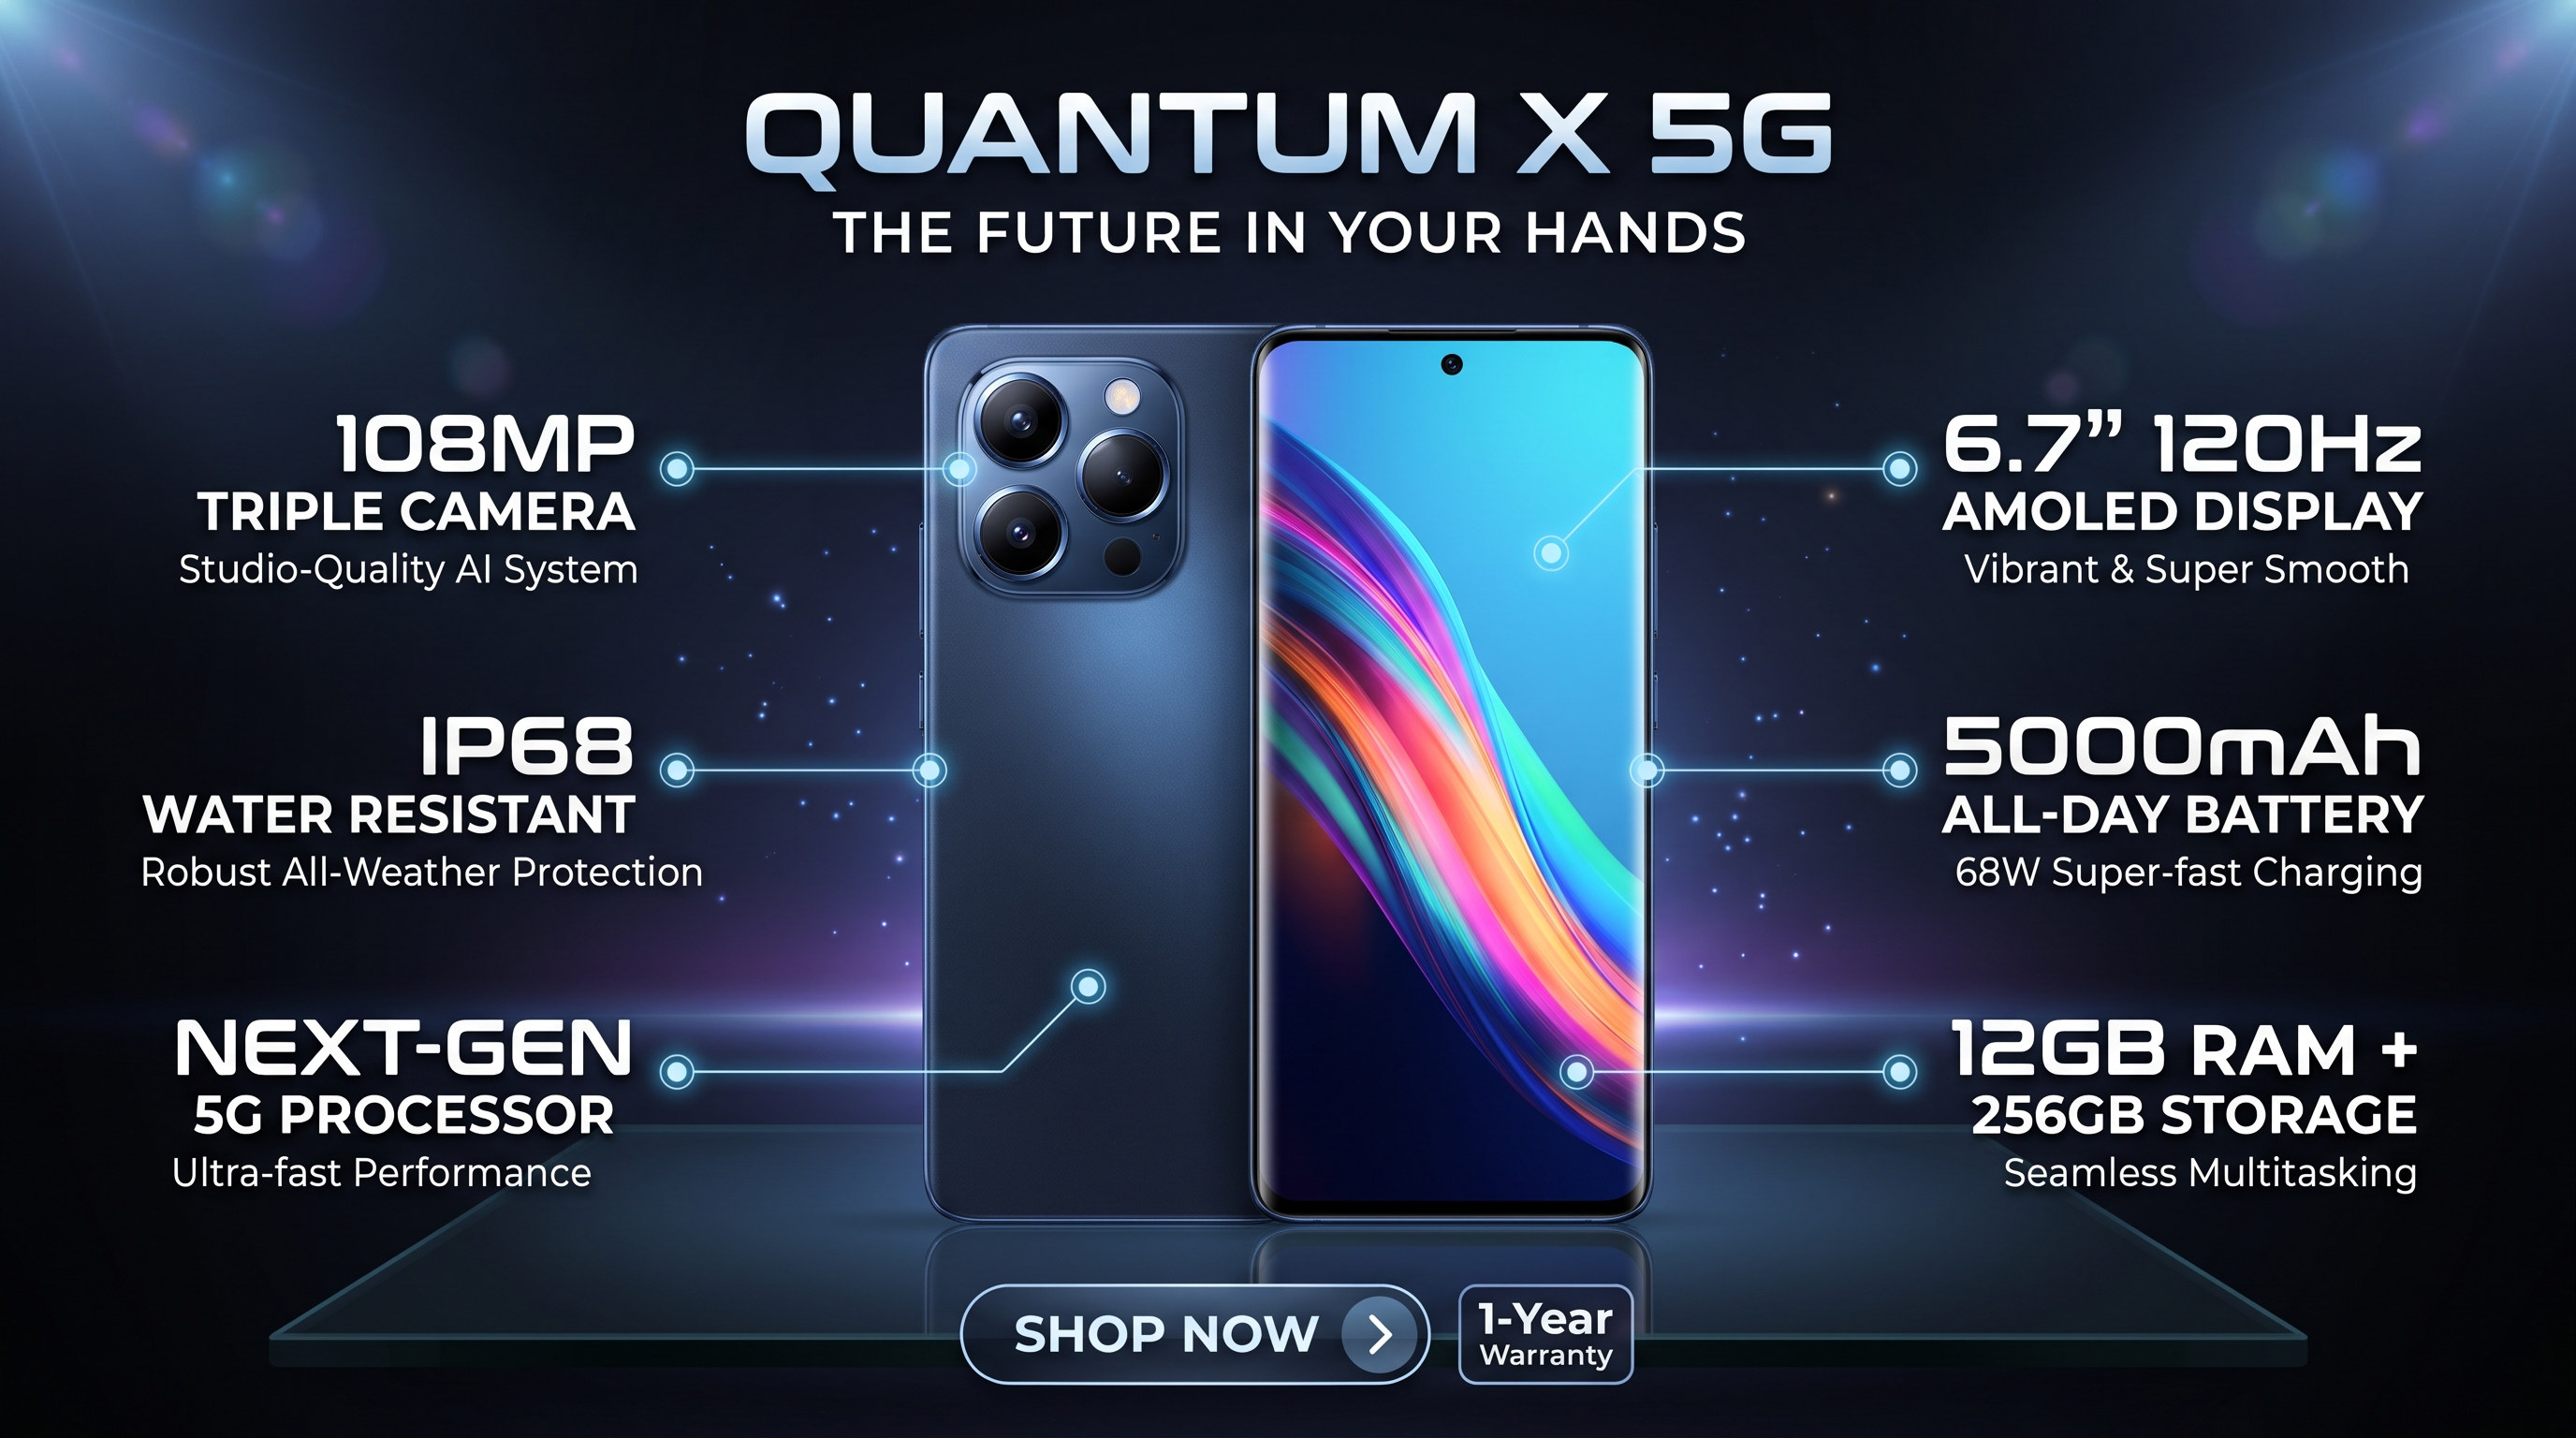 QUANTUM X 5G
THE FUTURE IN YOUR HANDS
108MP
TRIPLE CAMERA
Studio-Quality AI System
IP68
WATER RESISTANT
Robust All-Weather Protection
NEXT-GEN
5G PROCESSOR
Ultra-fast Performance
6.7” 120Hz
AMOLED DISPLAY
Vibrant & Super Smooth
5000mAh
ALL-DAY BATTERY
68W Super-fast Charging
12GB RAM +
256GB STORAGE
Seamless Multitasking
SHOP NOW
1-Year
Warranty